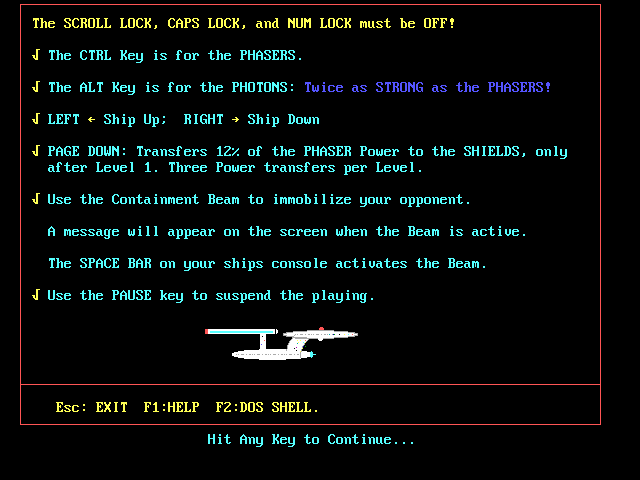 The SCROLL LOCK, CAPS LOCK, and NUM LOCK must be OFF!
√ The CTRL Key is for the PHASERS.
√ The ALT Key is for the PHOTONS: Twice as STRONG as the PHASERS!
√ LEFT ← Ship Up;  RIGHT → Ship Down
√ PAGE DOWN: Transfers 12% of the PHASER Power to the SHIELDS, only
after Level 1. Three Power transfers per Level.
√ Use the Containment Beam to immobilize your opponent.
A message will appear on the screen when the Beam is active.
The SPACE BAR on your ships console activates the Beam.
√ Use the PAUSE key to suspend the playing.
Esc: EXIT  F1:HELP  F2:DOS SHELL.
Hit Any Key to Continue...